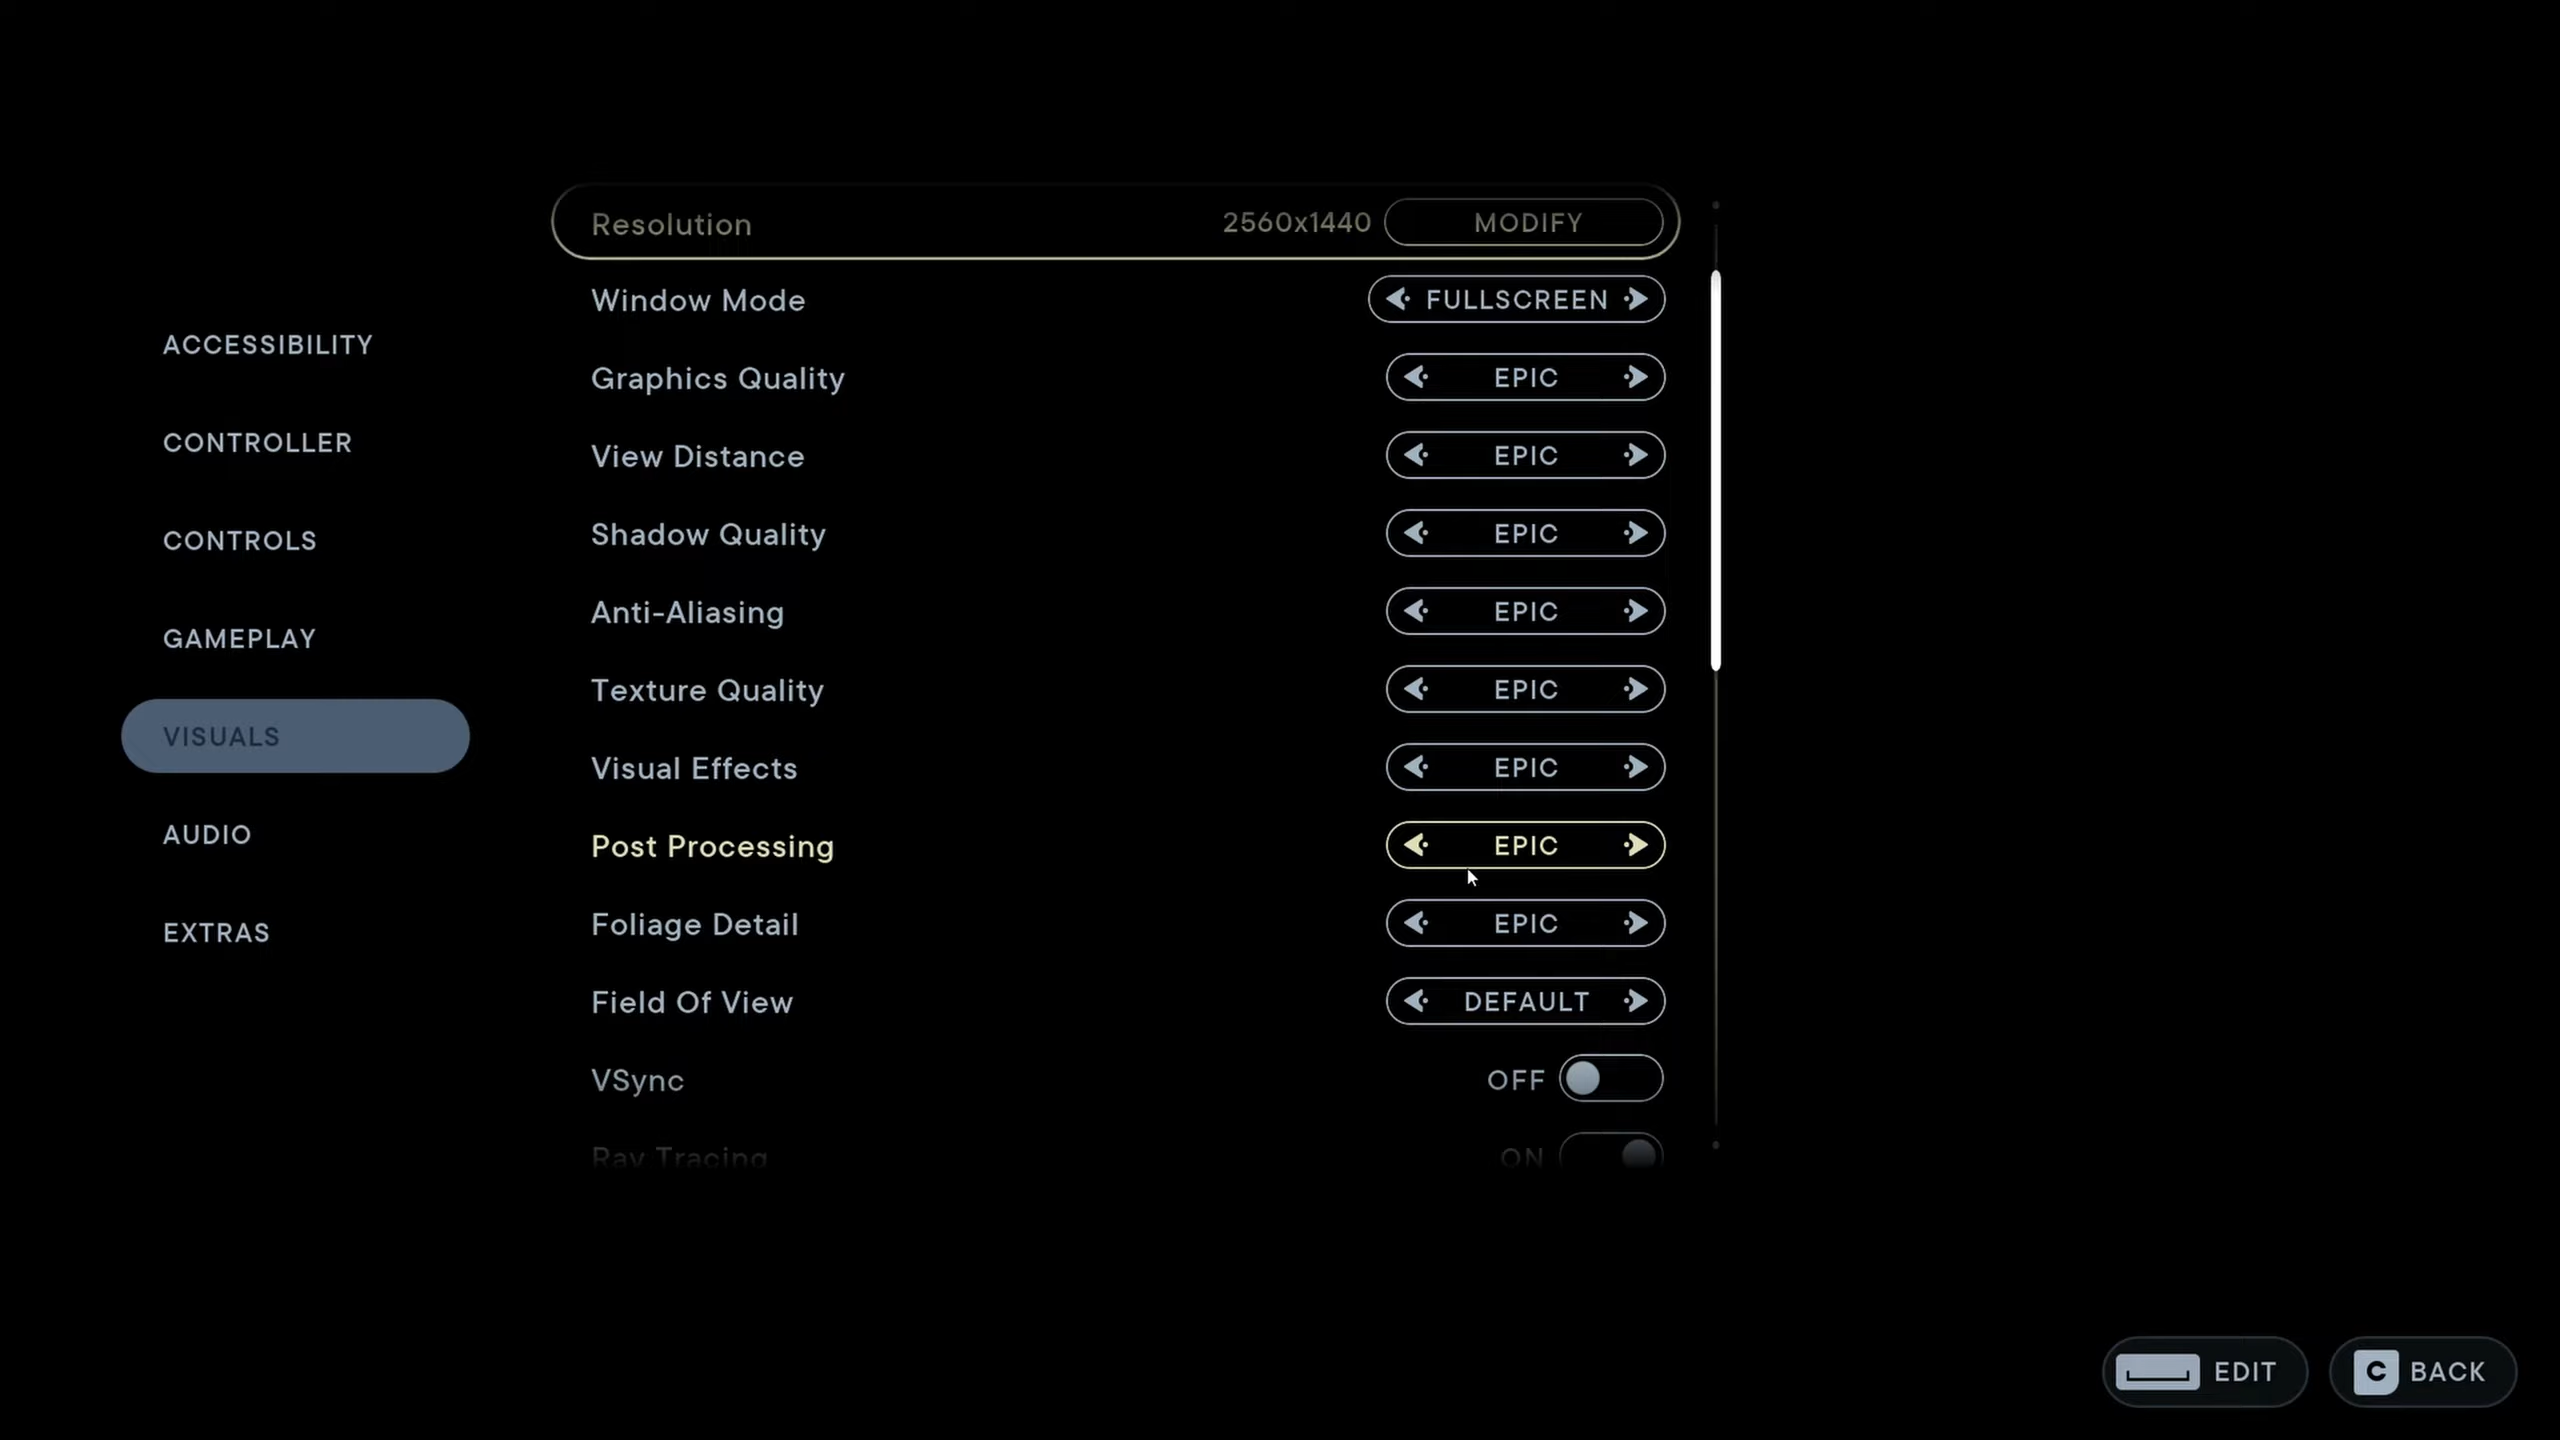 ACCESSIBILITY
CONTROLLER
CONTROLS
GAMEPLAY
VISUALS
AUDIO
EXTRAS
Resolution 2560x1440 MODIFY
Window Mode FULLSCREEN
Graphics Quality EPIC
View Distance EPIC
Shadow Quality EPIC
Anti-Aliasing EPIC
Texture Quality EPIC
Visual Effects EPIC
Post Processing EPIC
Foliage Detail EPIC
Field Of View DEFAULT
VSync OFF
Ray Tracing ON
EDIT C BACK